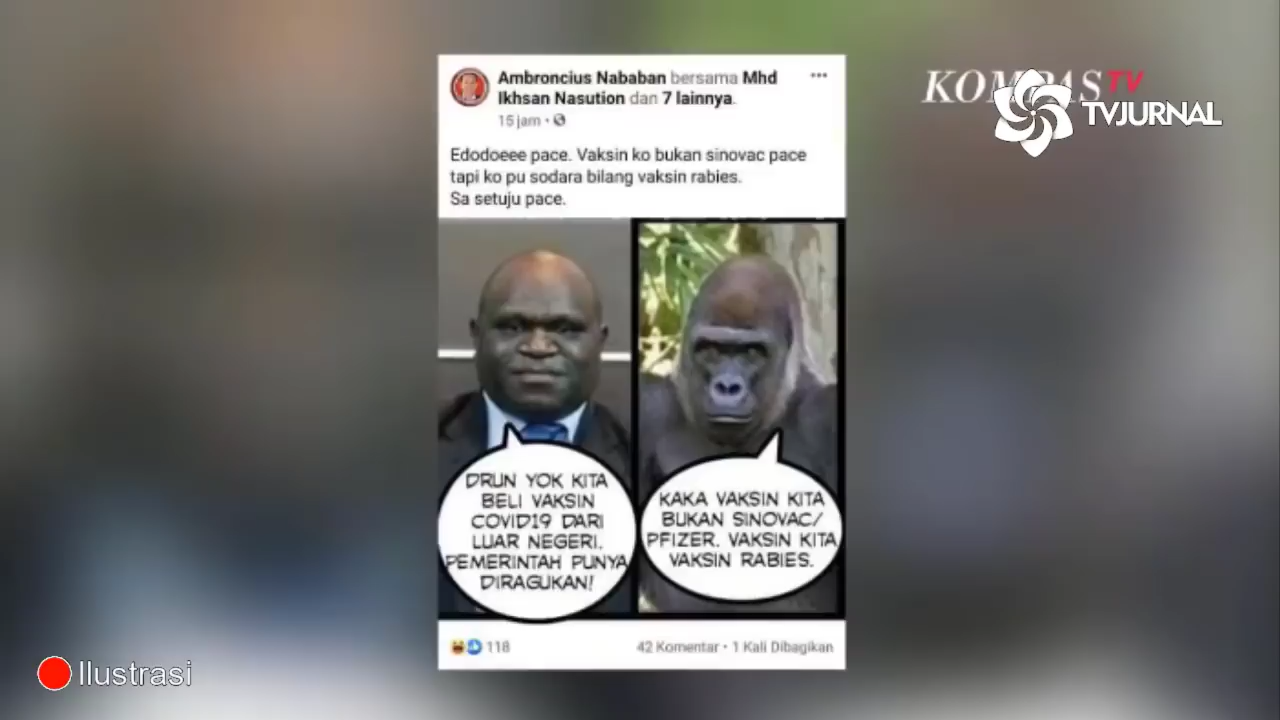 Ambroncius Nababan bersama Mhd
Ikhsan Nasution dan 7 lainnya.
15 jam •
Edodoeee pace. Vaksin ko bukan sinovac pace
tapi ko pu sodara bilang vaksin rabies.
Sa setuju pace.
DRUN YOK KITA
BELI VAKSIN
COVID19 DARI
LUAR NEGERI.
PEMERINTAH PUNYA
DIRAGUKAN!
KAKA VAKSIN KITA
BUKAN SINOVAC/
PFIZER. VAKSIN KITA
VAKSIN RABIES.
118
42 Komentar • 1 Kali Dibagikan
KOMPAS TV
TVJURNAL
Ilustrasi